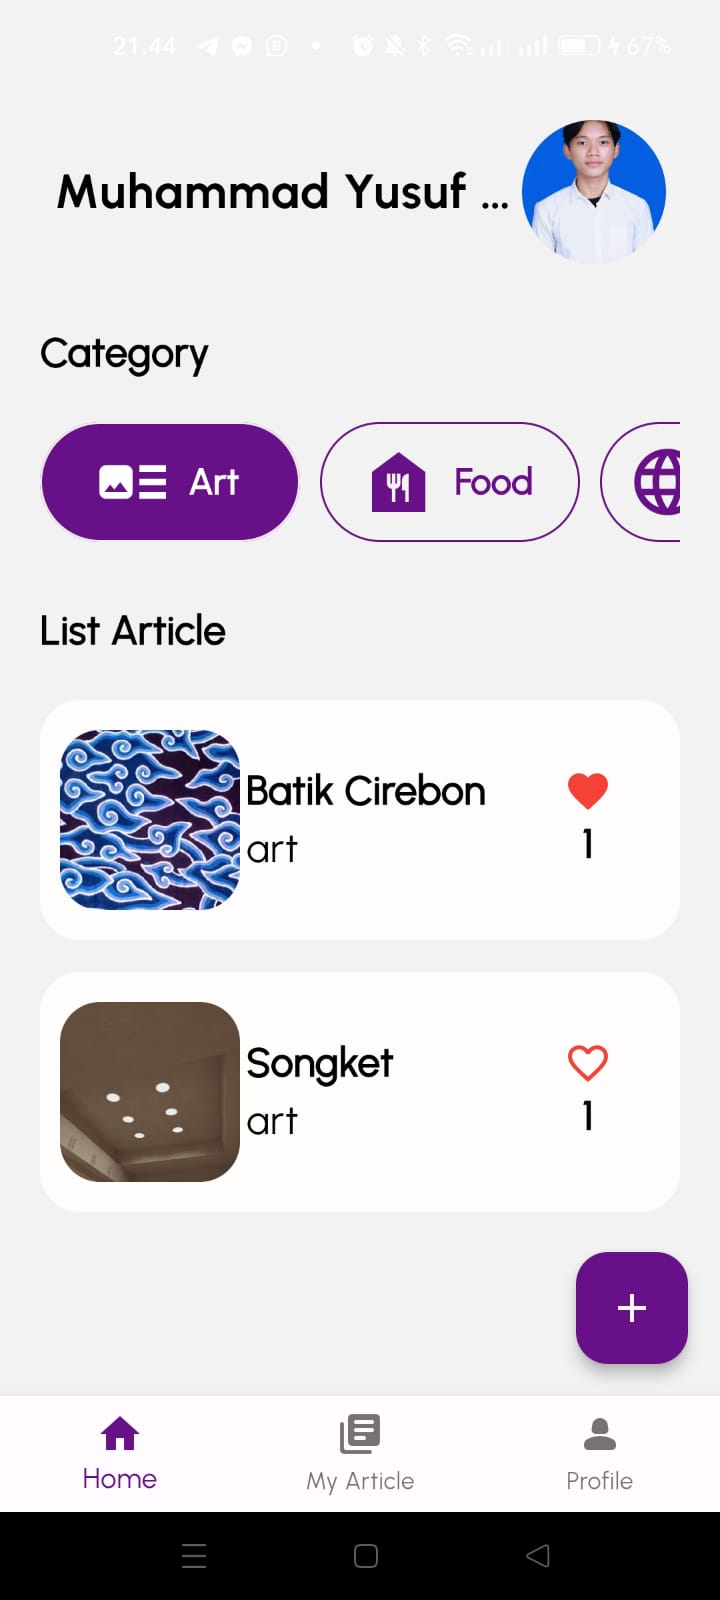 21.44 67%
Muhammad Yusuf ...
Category
Art Food
List Article
Batik Cirebon
art
1
Songket
art
1
Home My Article Profile